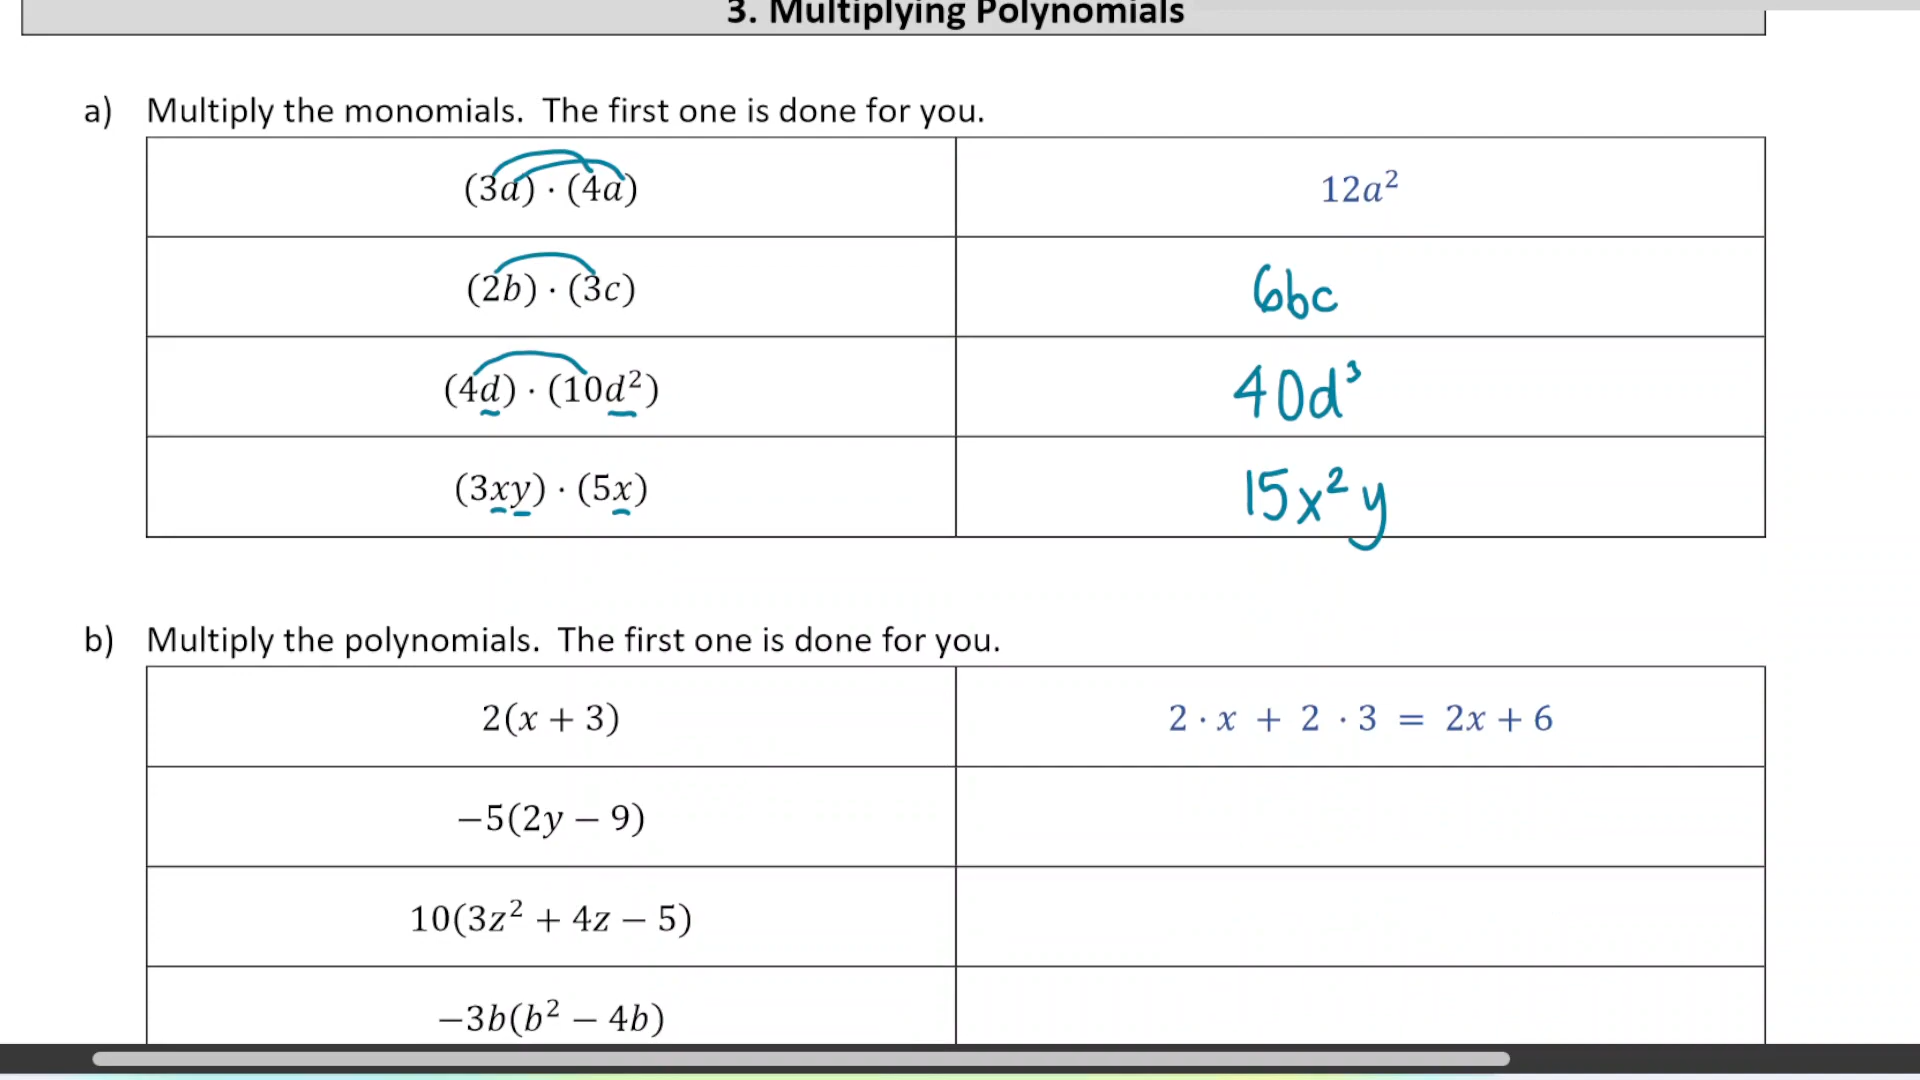 3. Multiplying Polynomials
a) Multiply the monomials. The first one is done for you.
(3a) · (4a) 12a²
(2b) · (3c) 6bc
(4d) · (10d²) 40d³
(3xy) · (5x) 15x²y
b) Multiply the polynomials. The first one is done for you.
2(x + 3) 2 · x + 2 · 3 = 2x + 6
−5(2y − 9)
10(3z² + 4z − 5)
−3b(b² − 4b)